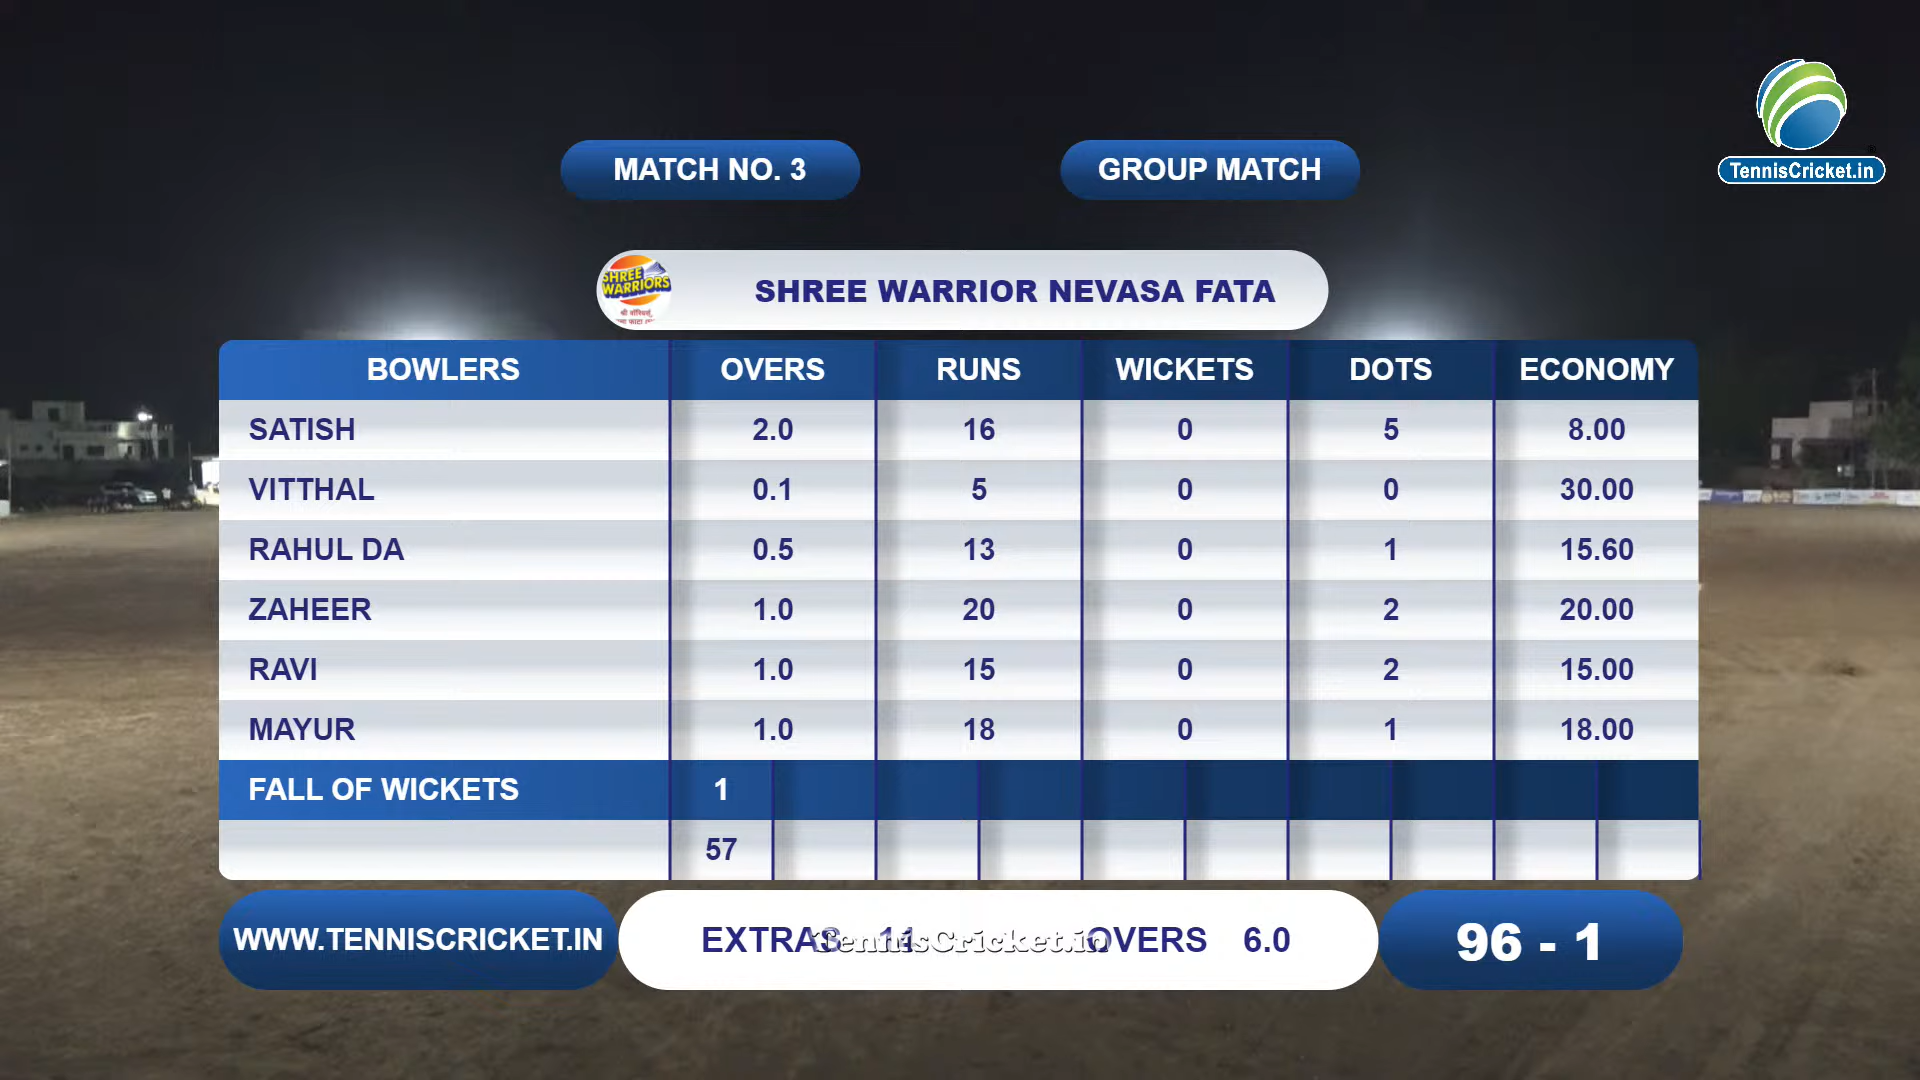 TennisCricket.in
MATCH NO. 3 GROUP MATCH
SHREE WARRIORS
SHREE WARRIOR NEVASA FATA
BOWLERS OVERS RUNS WICKETS DOTS ECONOMY
SATISH 2.0 16 0 5 8.00
VITTHAL 0.1 5 0 0 30.00
RAHUL DA 0.5 13 0 1 15.60
ZAHEER 1.0 20 0 2 20.00
RAVI 1.0 15 0 2 15.00
MAYUR 1.0 18 0 1 18.00
FALL OF WICKETS 1
57
WWW.TENNISCRICKET.IN EXTRAS 11 OVERS 6.0 96 - 1
TennisCricket.in